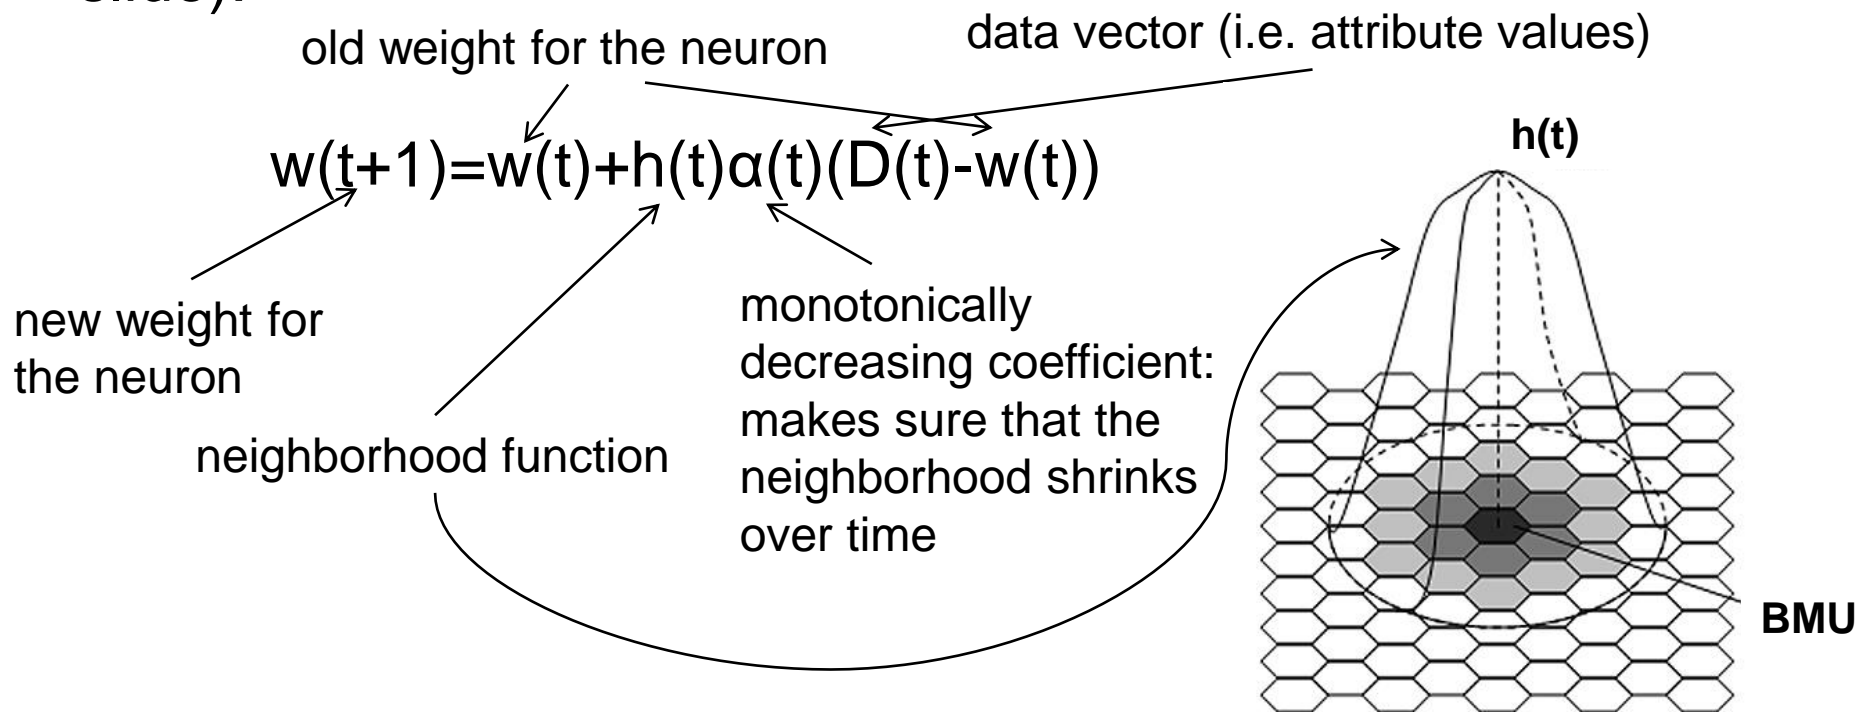 slide):
old weight for the neuron
data vector (i.e. attribute values)
h(t)
w(t+1)=w(t)+h(t)α(t)(D(t)-w(t))
new weight for
the neuron
neighborhood function
monotonically
decreasing coefficient:
makes sure that the
neighborhood shrinks
over time
BMU